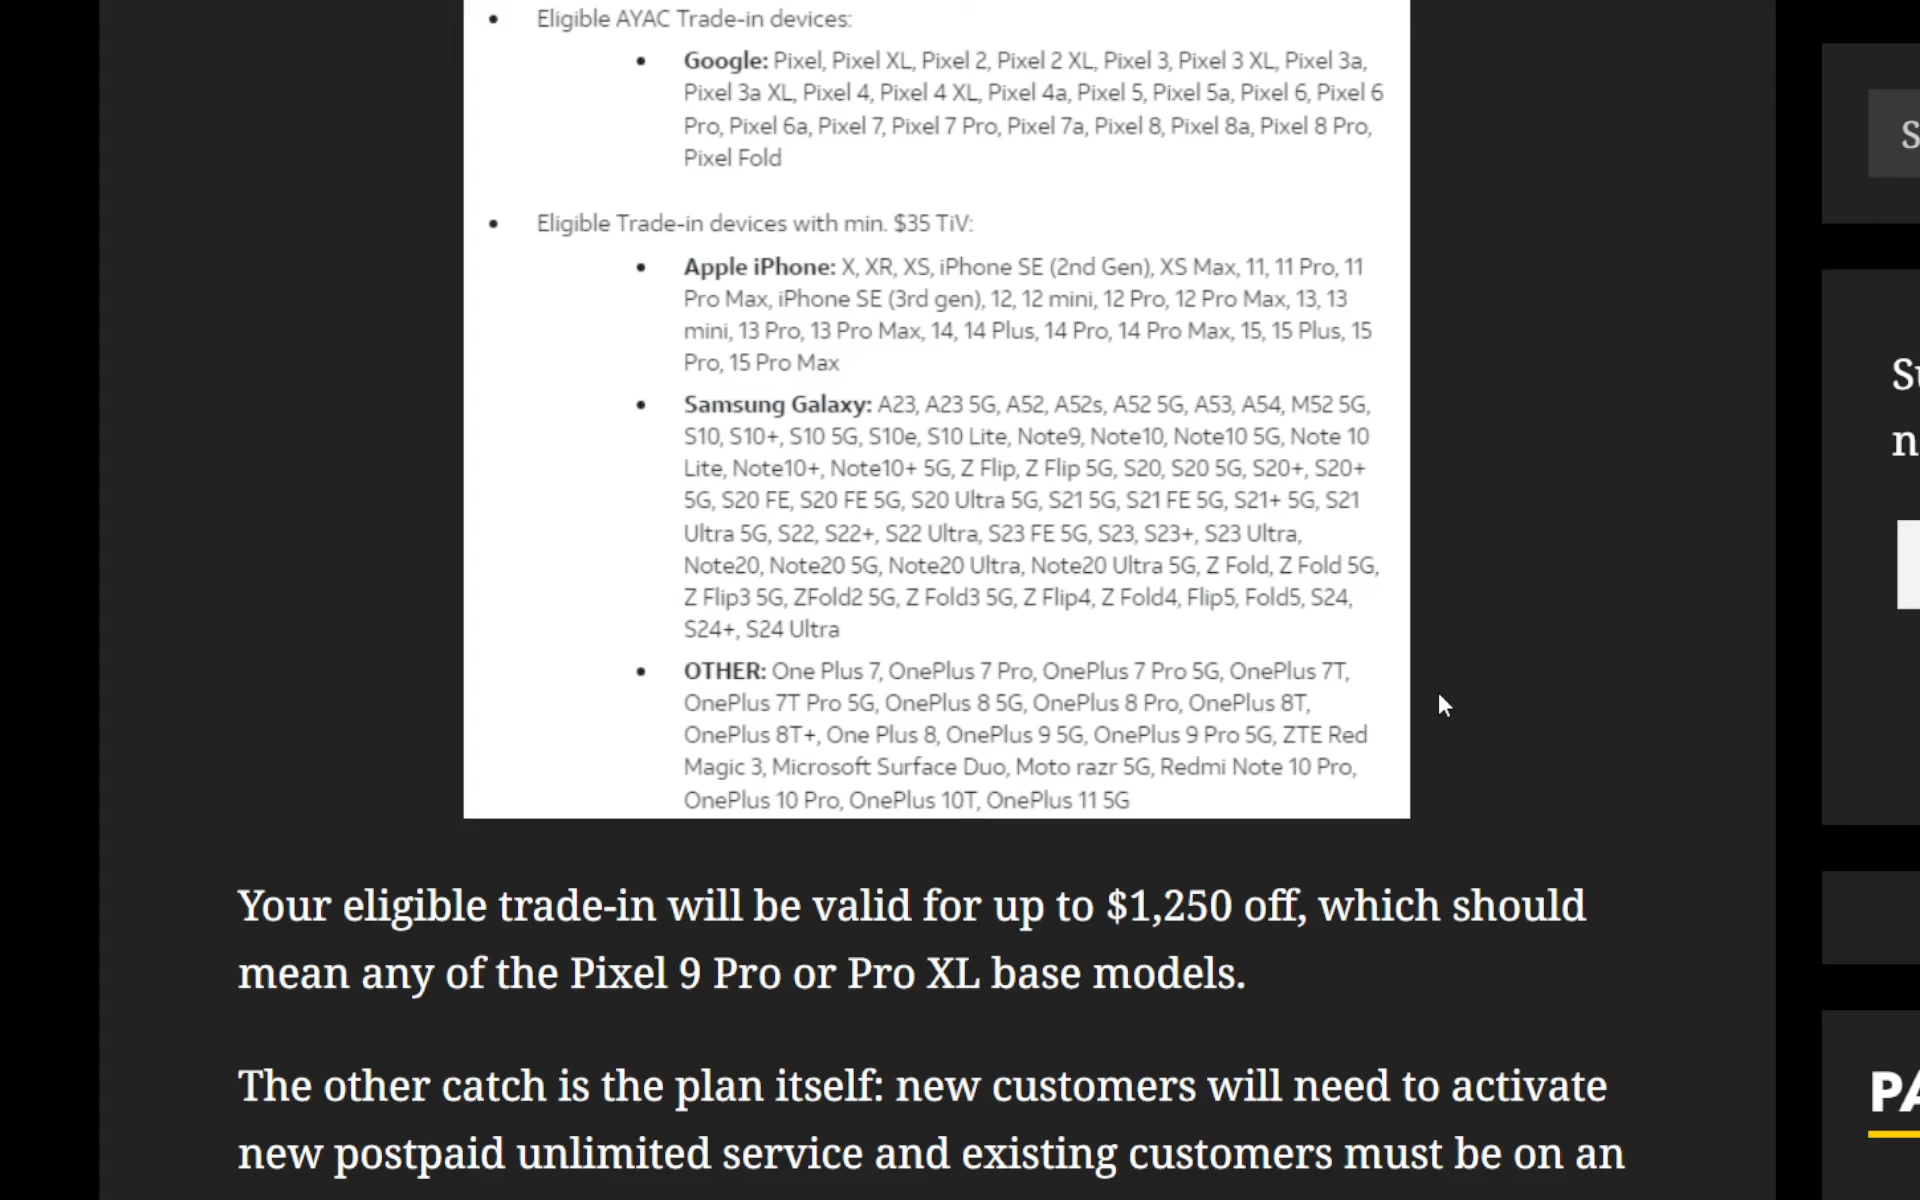 Eligible AYAC Trade-in devices:
Google: Pixel, Pixel XL, Pixel 2, Pixel 2 XL, Pixel 3, Pixel 3 XL, Pixel 3a,
Pixel 3a XL, Pixel 4, Pixel 4 XL, Pixel 4a, Pixel 5, Pixel 5a, Pixel 6, Pixel 6
Pro, Pixel 6a, Pixel 7, Pixel 7 Pro, Pixel 7a, Pixel 8, Pixel 8a, Pixel 8 Pro,
Pixel Fold
Eligible Trade-in devices with min. $35 TiV:
Apple iPhone: X, XR, XS, iPhone SE (2nd Gen), XS Max, 11, 11 Pro, 11
Pro Max, iPhone SE (3rd gen), 12, 12 mini, 12 Pro, 12 Pro Max, 13, 13
mini, 13 Pro, 13 Pro Max, 14, 14 Plus, 14 Pro, 14 Pro Max, 15, 15 Plus, 15
Pro, 15 Pro Max
Samsung Galaxy: A23, A23 5G, A52, A52s, A52 5G, A53, A54, M52 5G,
S10, S10+, S10 5G, S10e, S10 Lite, Note9, Note10, Note10 5G, Note 10
Lite, Note10+, Note10+ 5G, Z Flip, Z Flip 5G, S20, S20 5G, S20+, S20+
5G, S20 FE, S20 FE 5G, S20 Ultra 5G, S21 5G, S21 FE 5G, S21+ 5G, S21
Ultra 5G, S22, S22+, S22 Ultra, S23 FE 5G, S23, S23+, S23 Ultra,
Note20, Note20 5G, Note20 Ultra, Note20 Ultra 5G, Z Fold, Z Fold 5G,
Z Flip3 5G, ZFold2 5G, Z Fold3 5G, Z Flip4, Z Fold4, Flip5, Fold5, S24,
S24+, S24 Ultra
OTHER: One Plus 7, OnePlus 7 Pro, OnePlus 7 Pro 5G, OnePlus 7T,
OnePlus 7T Pro 5G, OnePlus 8 5G, OnePlus 8 Pro, OnePlus 8T,
OnePlus 8T+, One Plus 8, OnePlus 9 5G, OnePlus 9 Pro 5G, ZTE Red
Magic 3, Microsoft Surface Duo, Moto razr 5G, Redmi Note 10 Pro,
OnePlus 10 Pro, OnePlus 10T, OnePlus 11 5G
Your eligible trade-in will be valid for up to $1,250 off, which should
mean any of the Pixel 9 Pro or Pro XL base models.
The other catch is the plan itself: new customers will need to activate
new postpaid unlimited service and existing customers must be on an